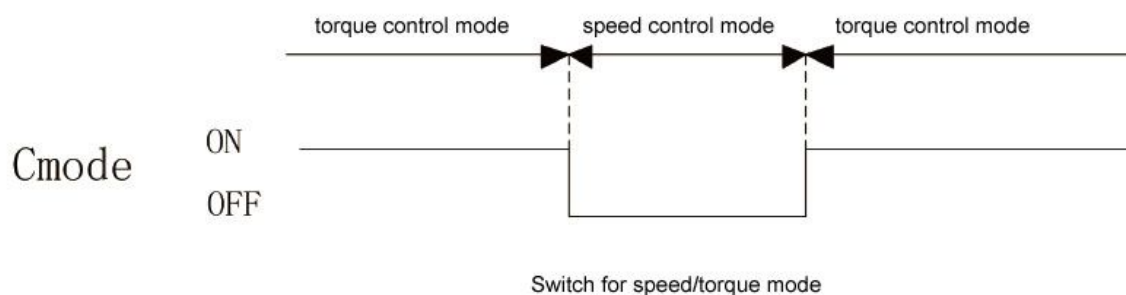 torque control mode speed control mode torque control mode
ON
Cmode
OFF
Switch for speed/torque mode